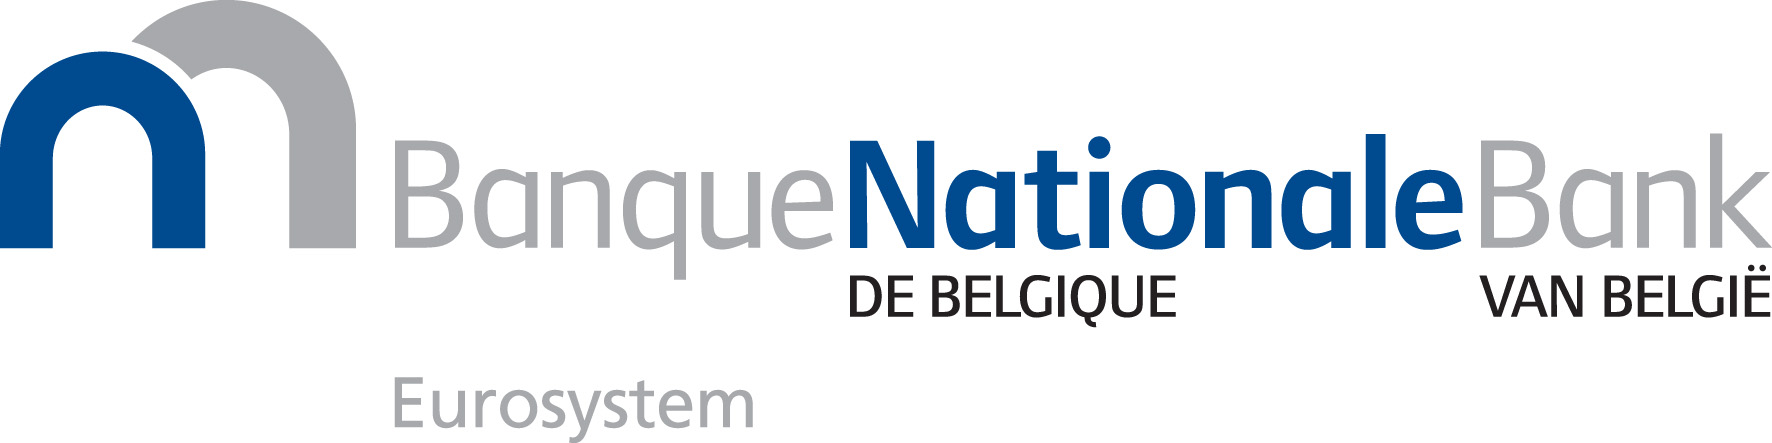 BanqueNationaleBank
DE BELGIQUE VAN BELGIË
Eurosystem